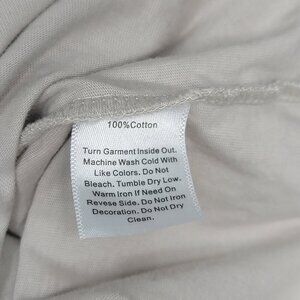 100%Cotton
Turn Garment Inside Out.
Machine Wash Cold With
Like Colors. Do Not
Bleach. Tumble Dry Low.
Warm Iron If Need On
Revese Side. Do Not Iron
Decoration. Do Not Dry
Clean.